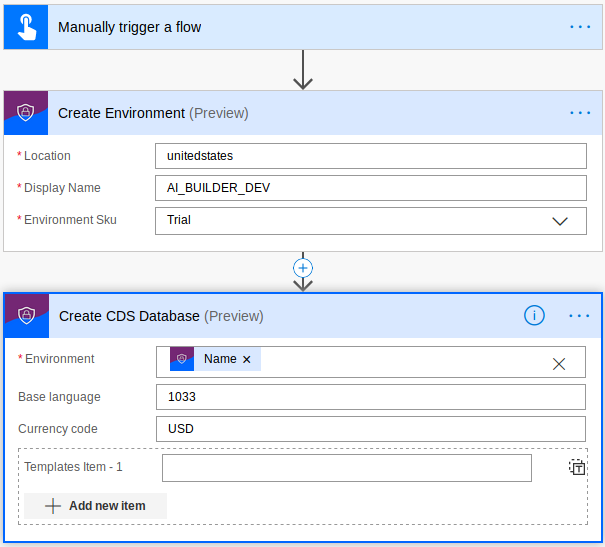 Manually trigger a flow
Create Environment (Preview)
* Location unitedstates
* Display Name AI_BUILDER_DEV
* Environment Sku Trial
Create CDS Database (Preview)
* Environment Name
Base language 1033
Currency code USD
Templates Item - 1
Add new item